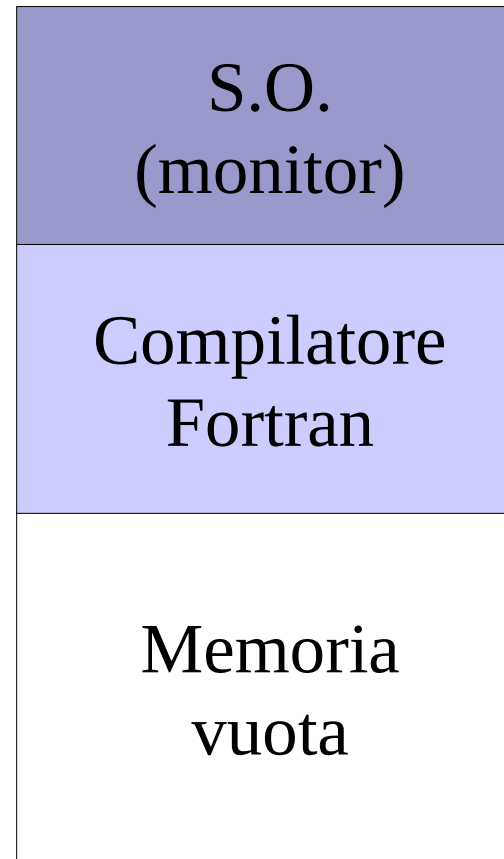 S.O.
(monitor)
Compilatore
Fortran
Memoria
vuota